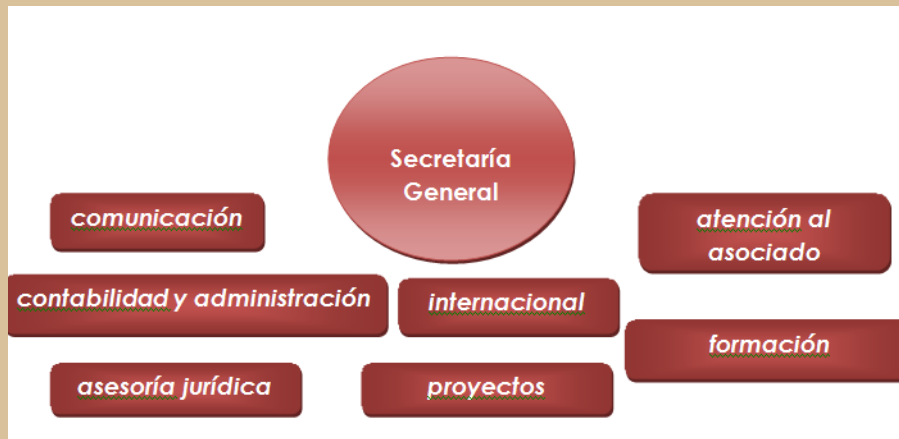 Secretaría
General
comunicación
atención al
asociado
contabilidad y administración
internacional
formación
asesoría jurídica
proyectos